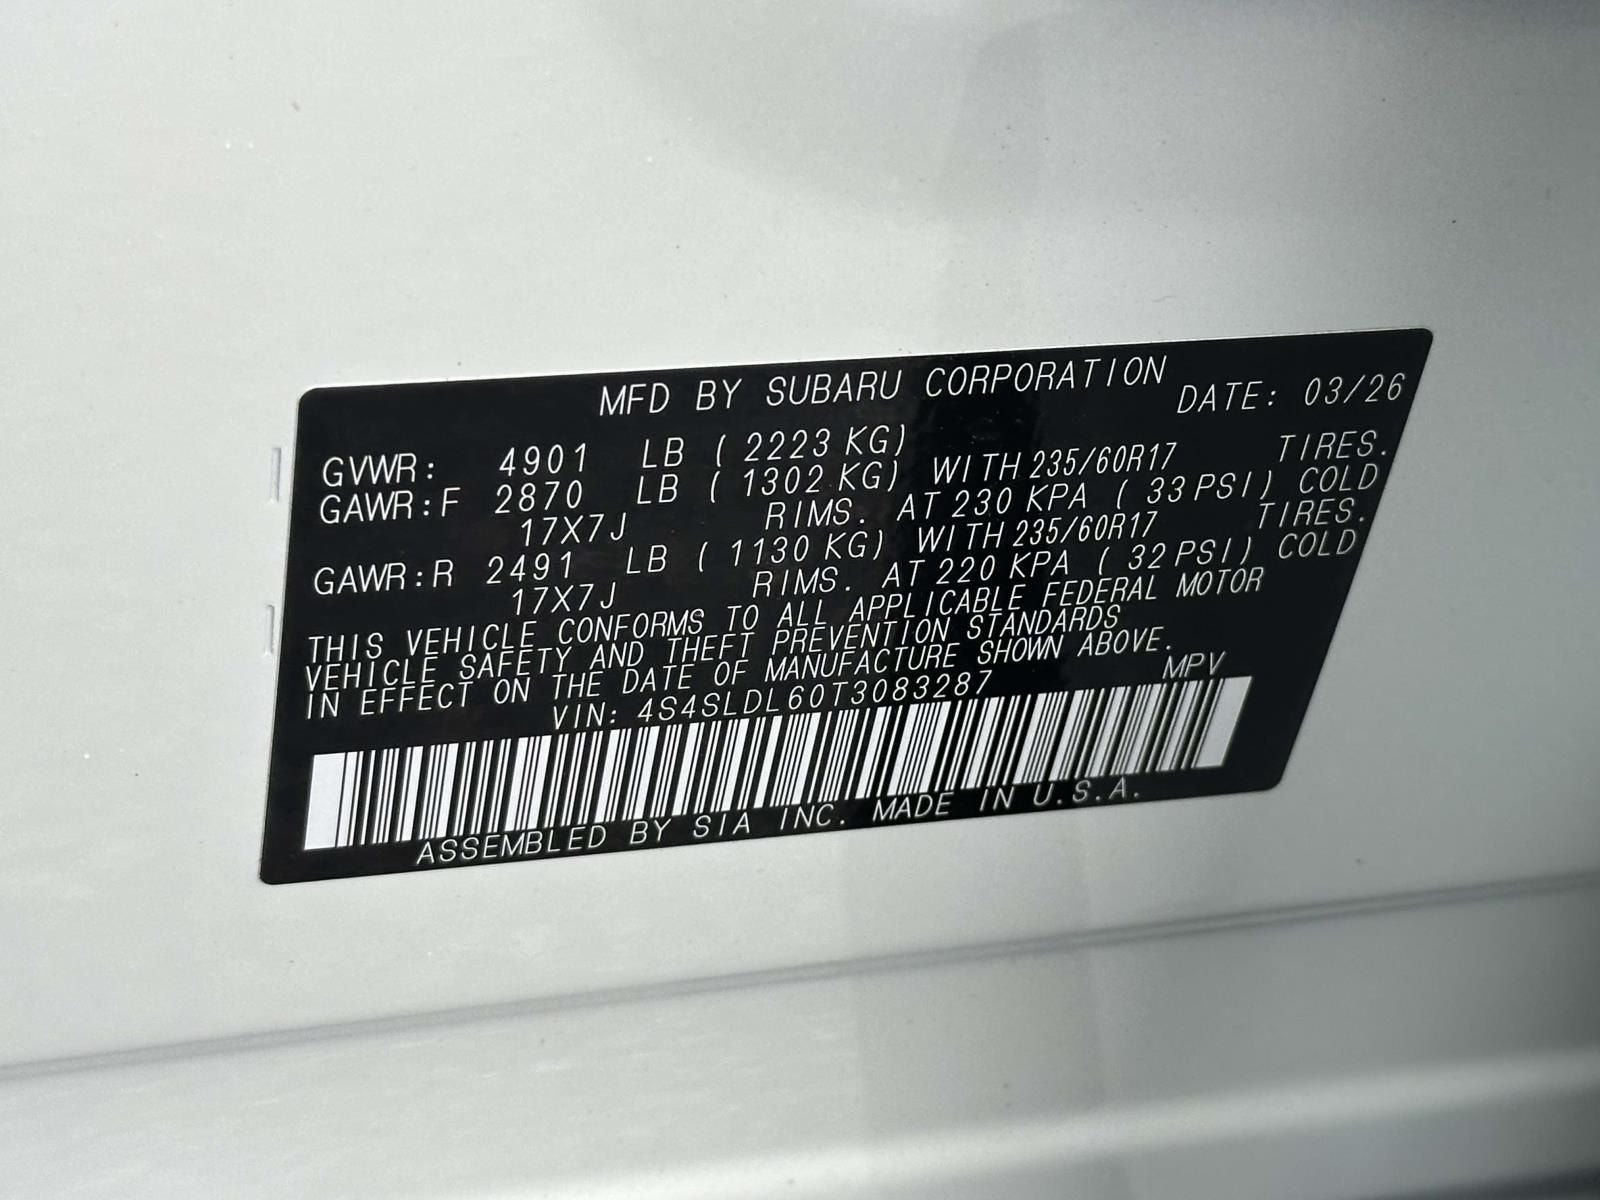 MFD BY SUBARU CORPORATION DATE: 03/26
GVWR: 4901 LB ( 2223 KG)
GAWR:F 2870 LB ( 1302 KG) WITH 235/60R17 TIRES.
17X7J RIMS. AT 230 KPA ( 33 PSI) COLD
GAWR:R 2491 LB ( 1130 KG) WITH 235/60R17 TIRES.
17X7J RIMS. AT 220 KPA ( 32 PSI) COLD
THIS VEHICLE CONFORMS TO ALL APPLICABLE FEDERAL MOTOR
VEHICLE SAFETY AND THEFT PREVENTION STANDARDS
IN EFFECT ON THE DATE OF MANUFACTURE SHOWN ABOVE.
VIN: 4S4SLDL60T3083287 MPV
ASSEMBLED BY SIA INC. MADE IN U.S.A.